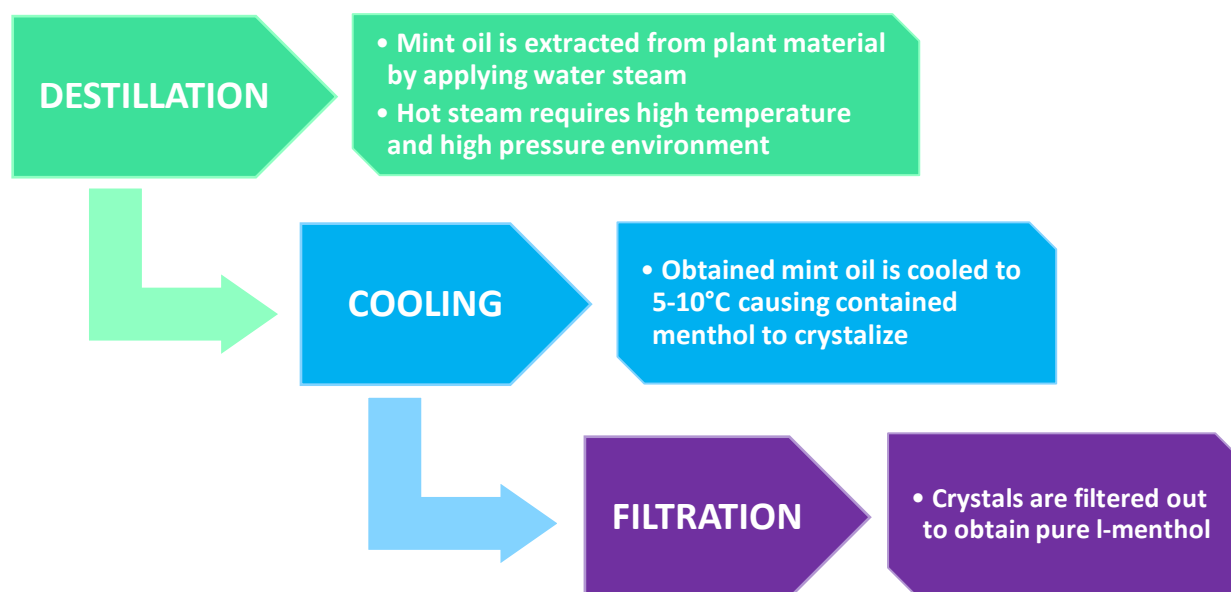 DESTILLATION
• Mint oil is extracted from plant material
by applying water steam
• Hot steam requires high temperature
and high pressure environment
COOLING
• Obtained mint oil is cooled to
5-10°C causing contained
menthol to crystalize
FILTRATION
• Crystals are filtered out
to obtain pure l-menthol